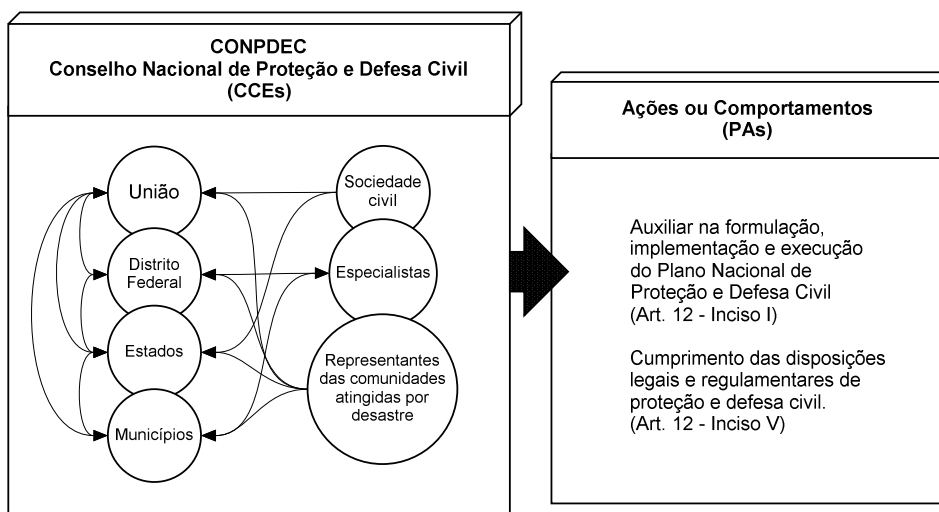 CONPDEC
Conselho Nacional de Proteção e Defesa Civil
(CCEs)
União
Distrito
Federal
Estados
Municípios
Sociedade
civil
Especialistas
Representantes
das comunidades
atingidas por
desastre
Ações ou Comportamentos
(PAs)
Auxiliar na formulação,
implementação e execução
do Plano Nacional de
Proteção e Defesa Civil
(Art. 12 - Inciso I)
Cumprimento das disposições
legais e regulamentares de
proteção e defesa civil.
(Art. 12 - Inciso V)